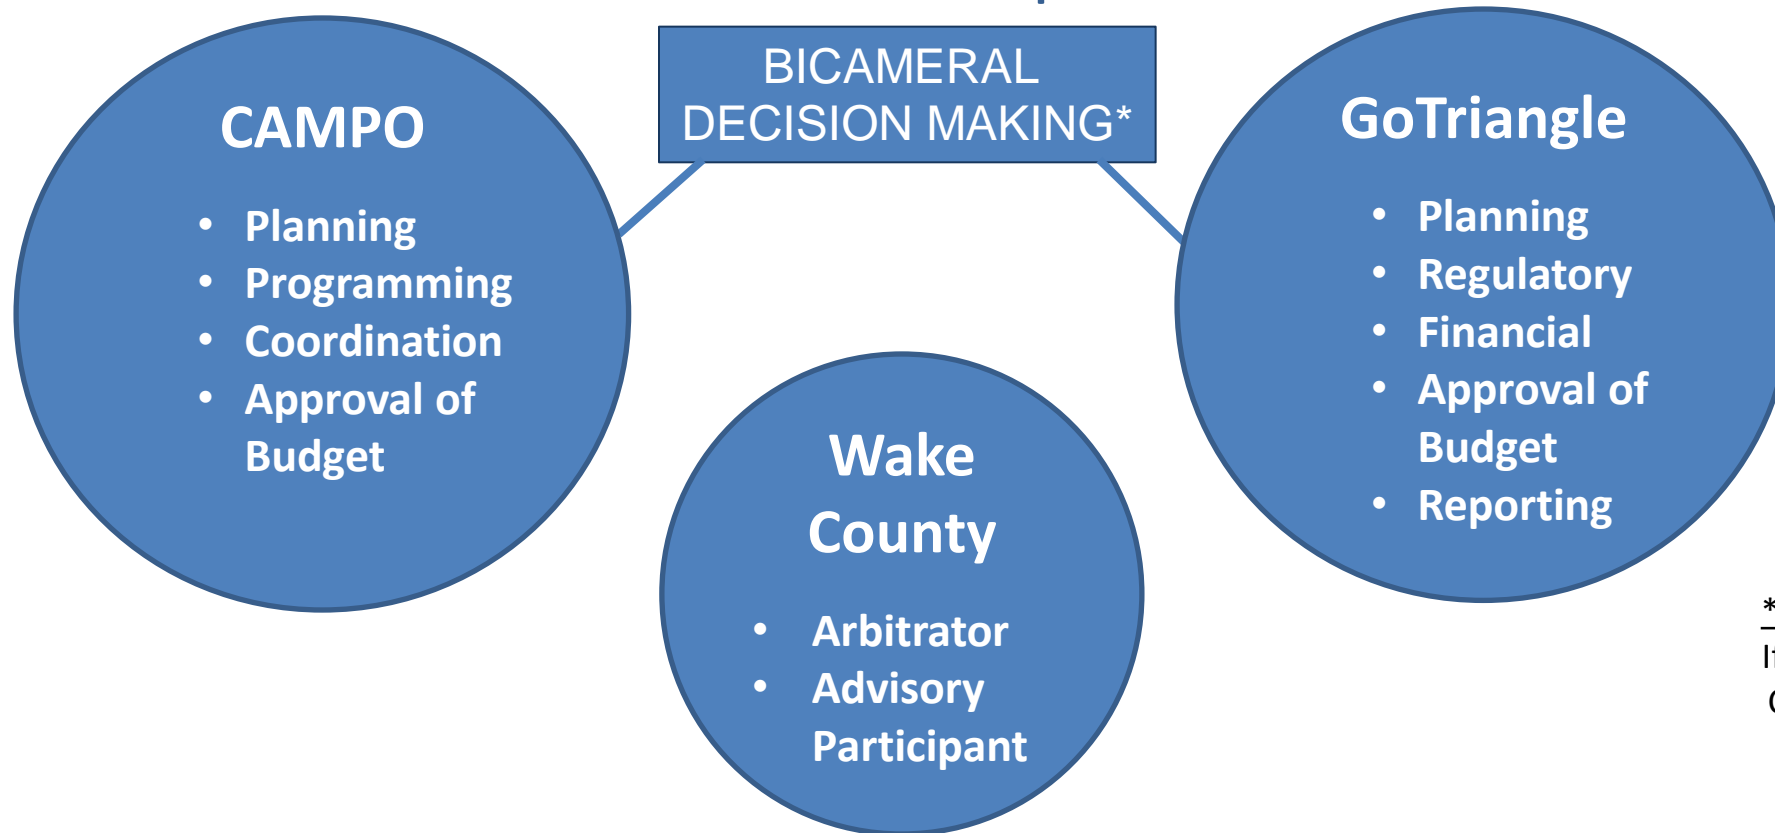 BICAMERAL
DECISION MAKING*
CAMPO
• Planning
• Programming
• Coordination
• Approval of
Budget
GoTriangle
• Planning
• Regulatory
• Financial
• Approval of
Budget
• Reporting
Wake
County
• Arbitrator
• Advisory
Participant
*